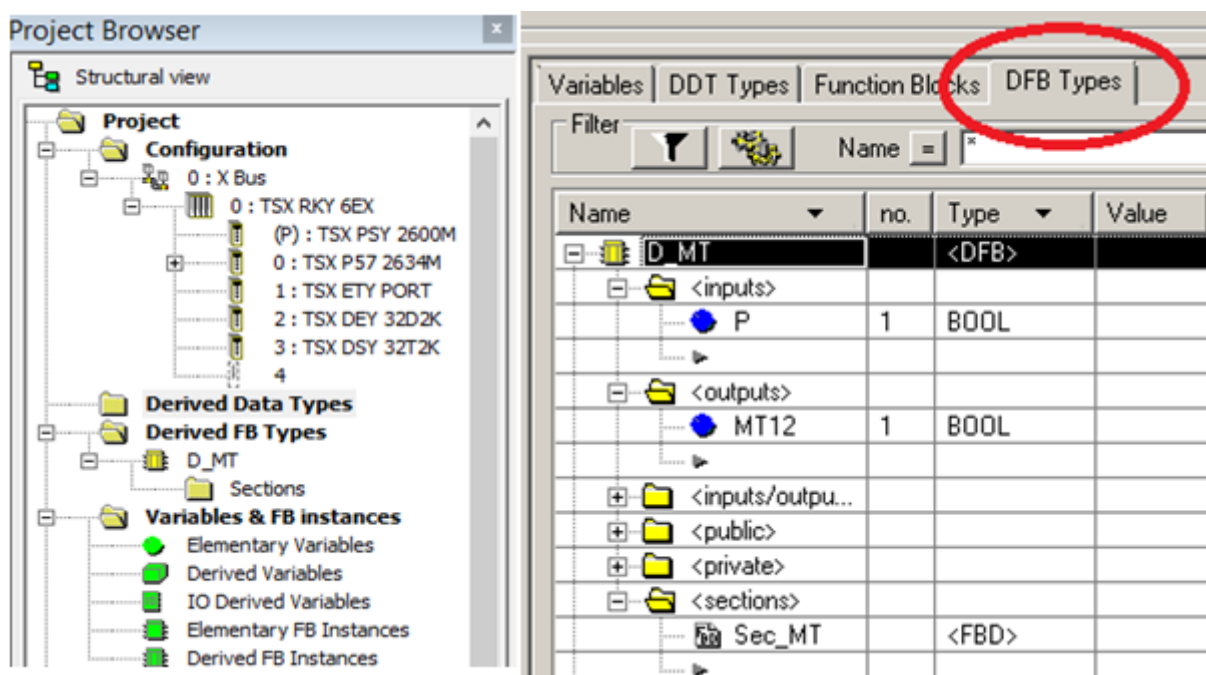 Project Browser
x
Structural view
Project
Configuration
0 : X Bus
0 : TSX RKY 6EX
(P) : TSX PSY 2600M
0 : TSX P57 2634M
1 : TSX ETY PORT
2 : TSX DEY 32D2K
3 : TSX DSY 32T2K
4
Derived Data Types
Derived FB Types
D_MT
Sections
Variables & FB instances
Elementary Variables
Derived Variables
IO Derived Variables
Elementary FB Instances
Derived FB Instances
Variables DDT Types Function Blocks DFB Types
Filter
Name = *
Name no. Type Value
D_MT <DFB>
<inputs>
P 1 BOOL
<outputs>
MT12 1 BOOL
<inputs/outpu...
<public>
<private>
<sections>
Sec_MT <FBD>